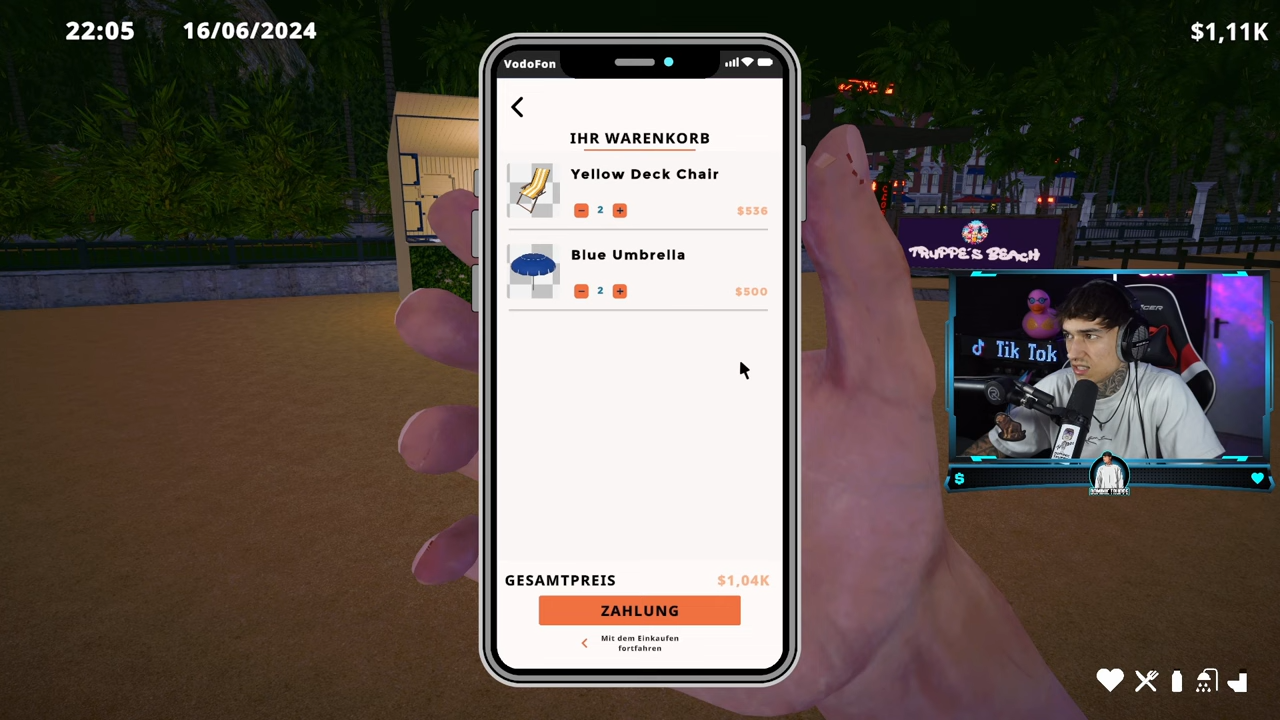 22:05
16/06/2024
$1,11K
VodoFon
IHR WARENKORB
Yellow Deck Chair
− 2 +
$536
Blue Umbrella
− 2 +
$500
GESAMTPREIS
$1,04K
ZAHLUNG
Mit dem Einkaufen
fortfahren
TRUPPE'S BEACH
Tik Tok